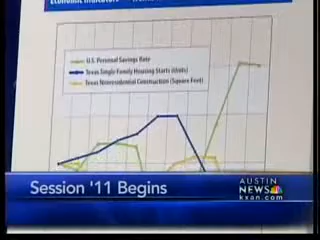 Economic Indicators
U.S. Personal Savings Rate
Texas Single-Family Housing Starts (Units)
Texas Nonresidential Construction (Square Feet)
Session '11 Begins
AUSTIN
NEWS
kxan.com